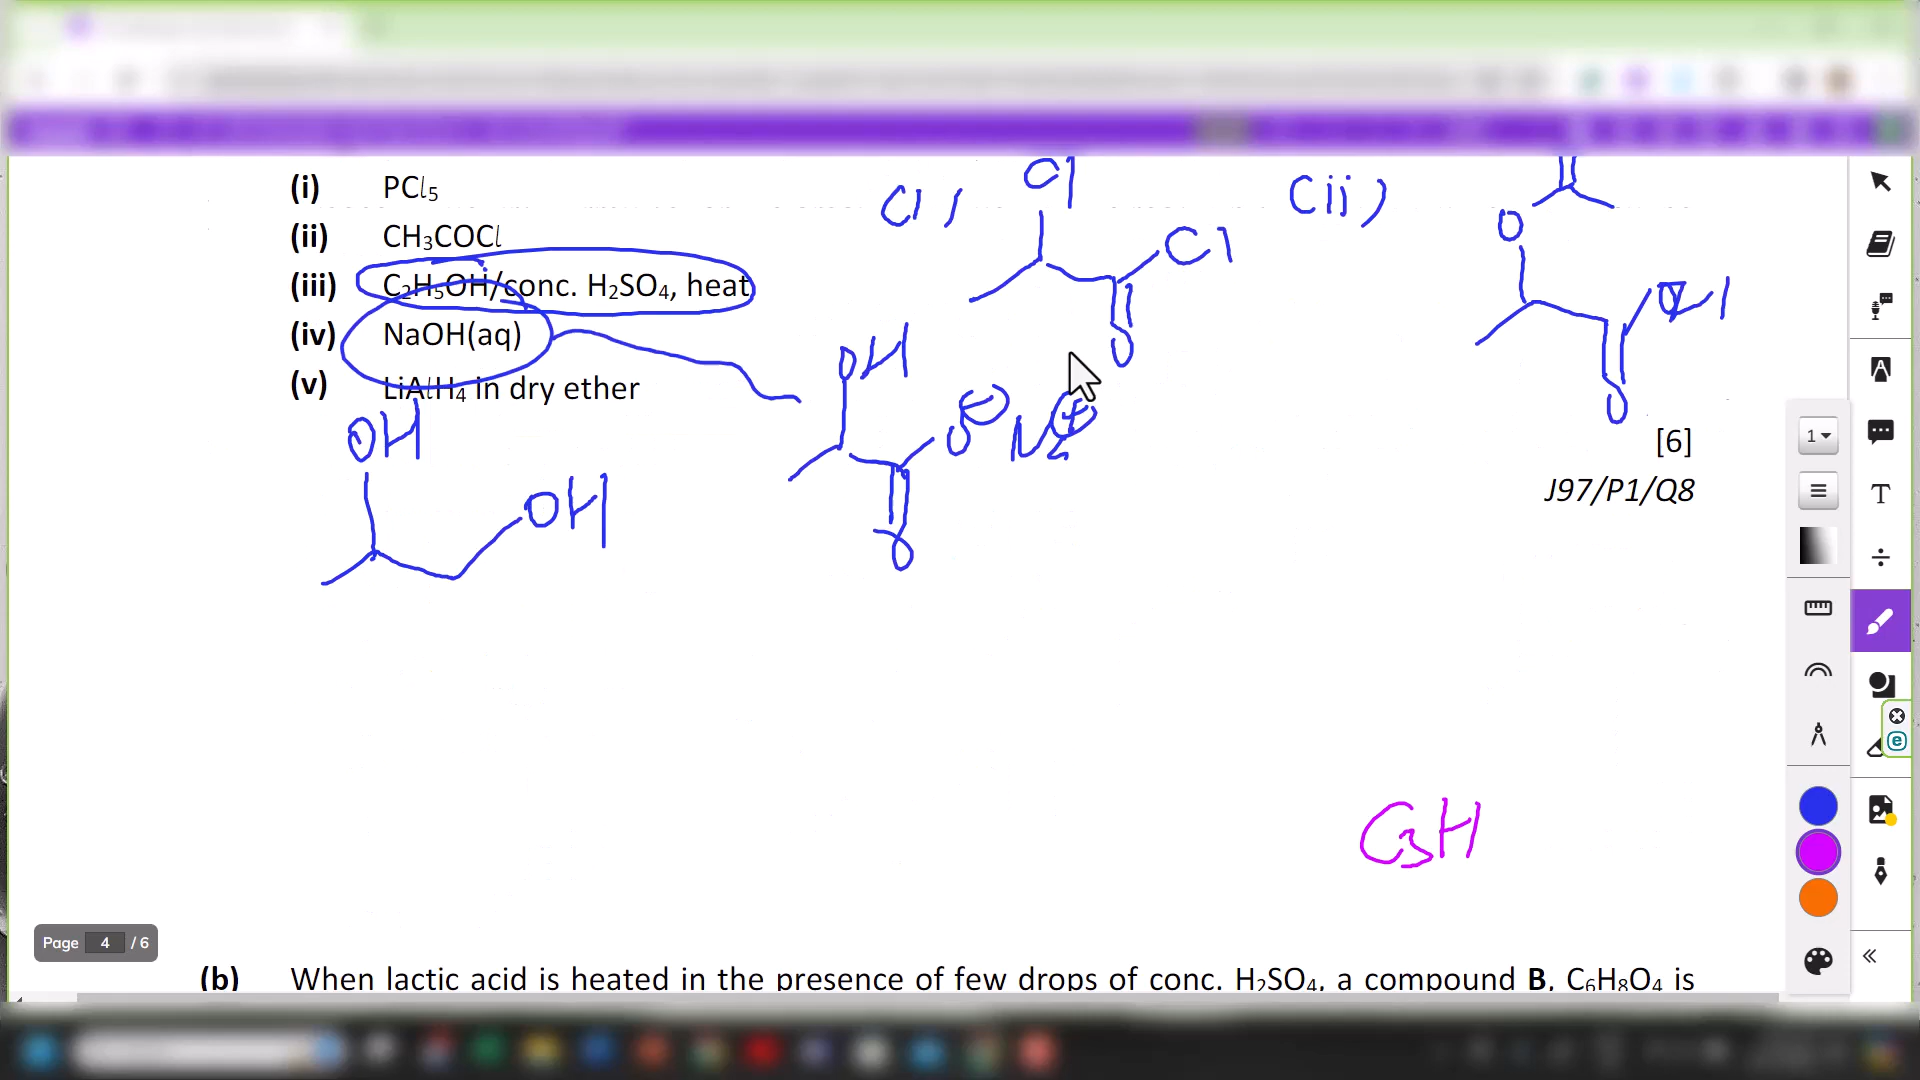 (i) PCl5
(ii) CH3COCl
(iii) C2H5OH/conc. H2SO4, heat
(iv) NaOH(aq)
(v) LiAlH4 in dry ether
Cl
Cl
O
(ii)
O
O
Cl
OH
O⊖ Na⊕
O
OH
OH
[6]
J97/P1/Q8
C3H
Page 4 / 6
(b) When lactic acid is heated in the presence of few drops of conc. H2SO4, a compound B, C6H8O4 is
1
T